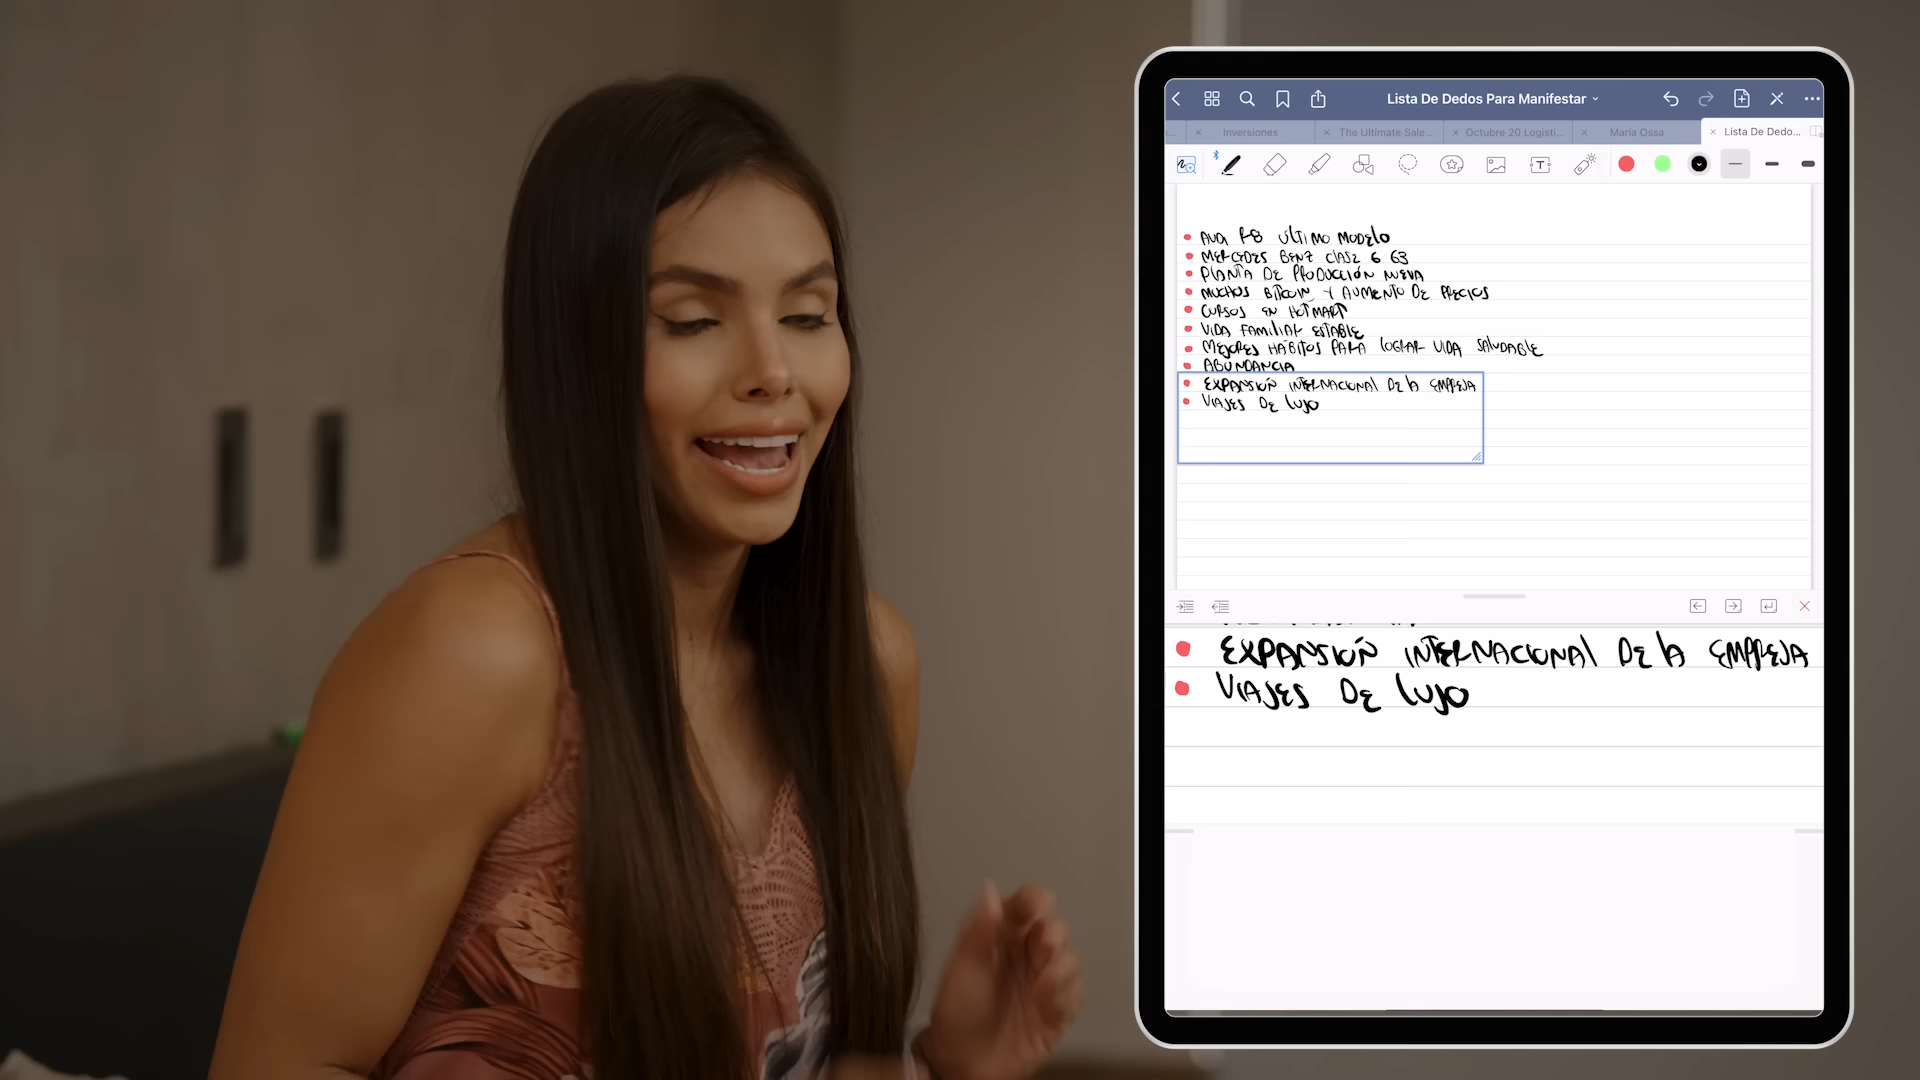 Lista De Dedos Para Manifestar
Inversiones
The Ultimate Sale...
Octubre 20 Logisti...
María Ossa
Lista De Dedo...
AUDI R8 ÚLTIMO MODELO
MERCEDES BENZ CLASE G 63
PLANTA DE PRODUCCIÓN NUEVA
MUCHOS BITCOIN Y AUMENTO DE PRECIOS
CURSOS EN HOTMART
VIDA FAMILIAR ESTABLE
MEJORES HÁBITOS PARA LOGRAR VIDA SALUDABLE
ABUNDANCIA
EXPANSIÓN INTERNACIONAL DE LA EMPRESA
VIAJES DE LUJO
EXPANSIÓN INTERNACIONAL DE LA EMPRESA
VIAJES DE LUJO